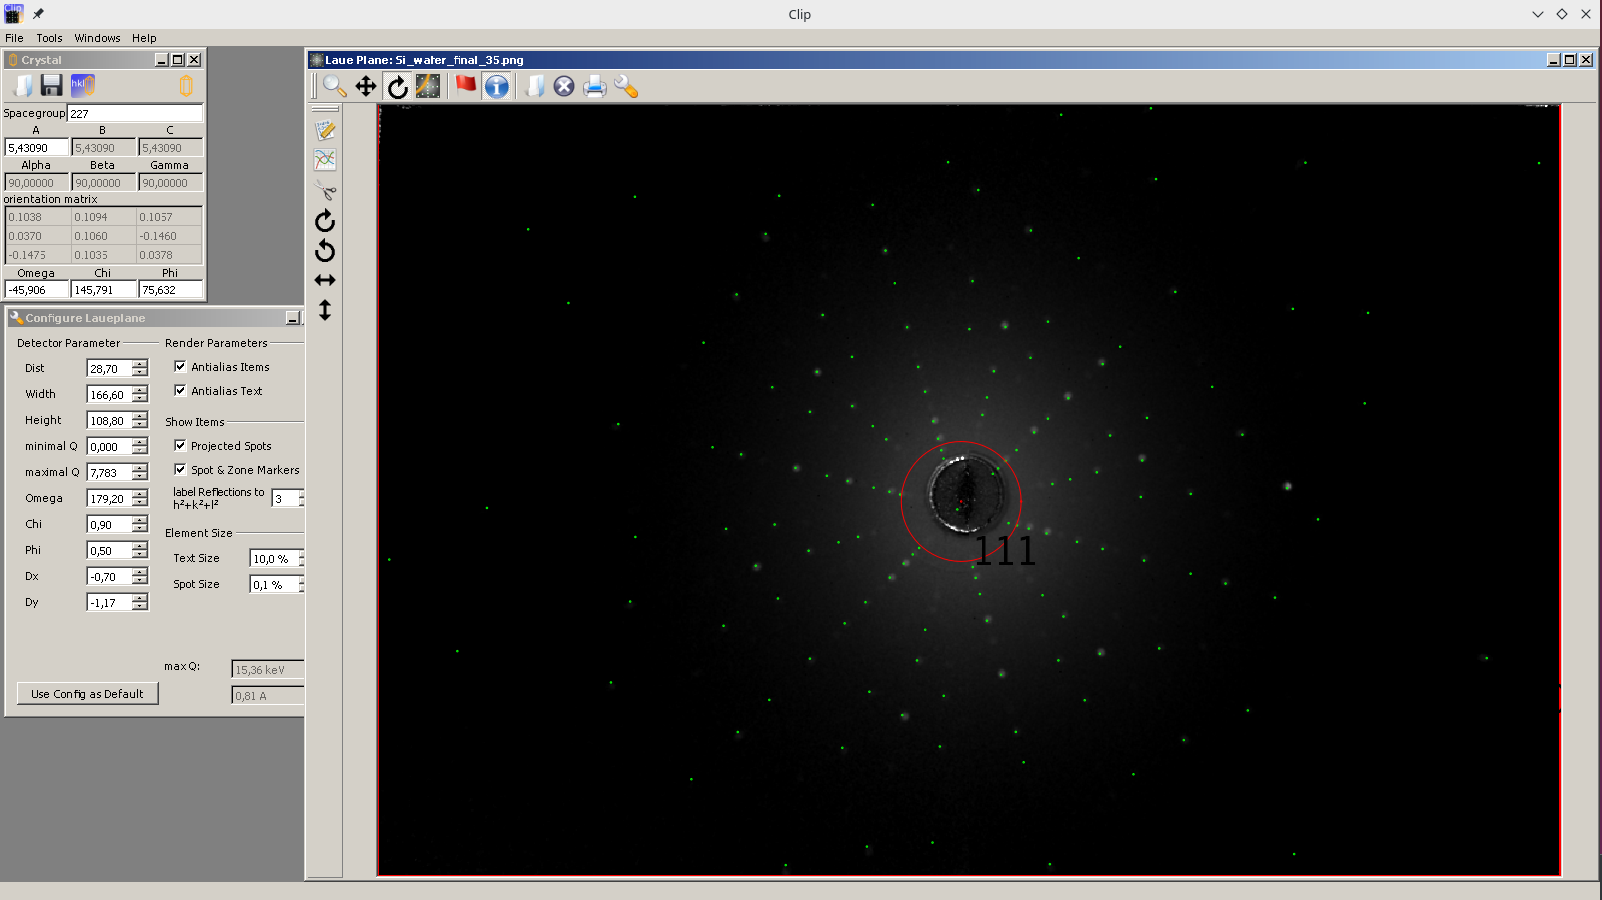 Clip
Clip
File Tools Windows Help
Crystal
hkl
Spacegroup 227
A B C
5,43090 5,43090 5,43090
Alpha Beta Gamma
90,00000 90,00000 90,00000
orientation matrix
0.1038 0.1094 0.1057
0.0370 0.1060 -0.1460
-0.1475 0.1035 0.0378
Omega Chi Phi
-45,906 145,791 75,632
Configure Laueplane
Detector Parameter
Dist 28,70
Width 166,60
Height 108,80
minimal Q 0,000
maximal Q 7,783
Omega 179,20
Chi 0,90
Phi 0,50
Dx -0,70
Dy -1,17
Render Parameters
Antialias Items
Antialias Text
Show Items
Projected Spots
Spot & Zone Markers
label Reflections to
h²+k²+l² 3
Element Size
Text Size 10,0 %
Spot Size 0,1 %
max Q: 15,36 keV
0,81 A
Use Config as Default
Laue Plane: Si_wafer_final_35.png
111